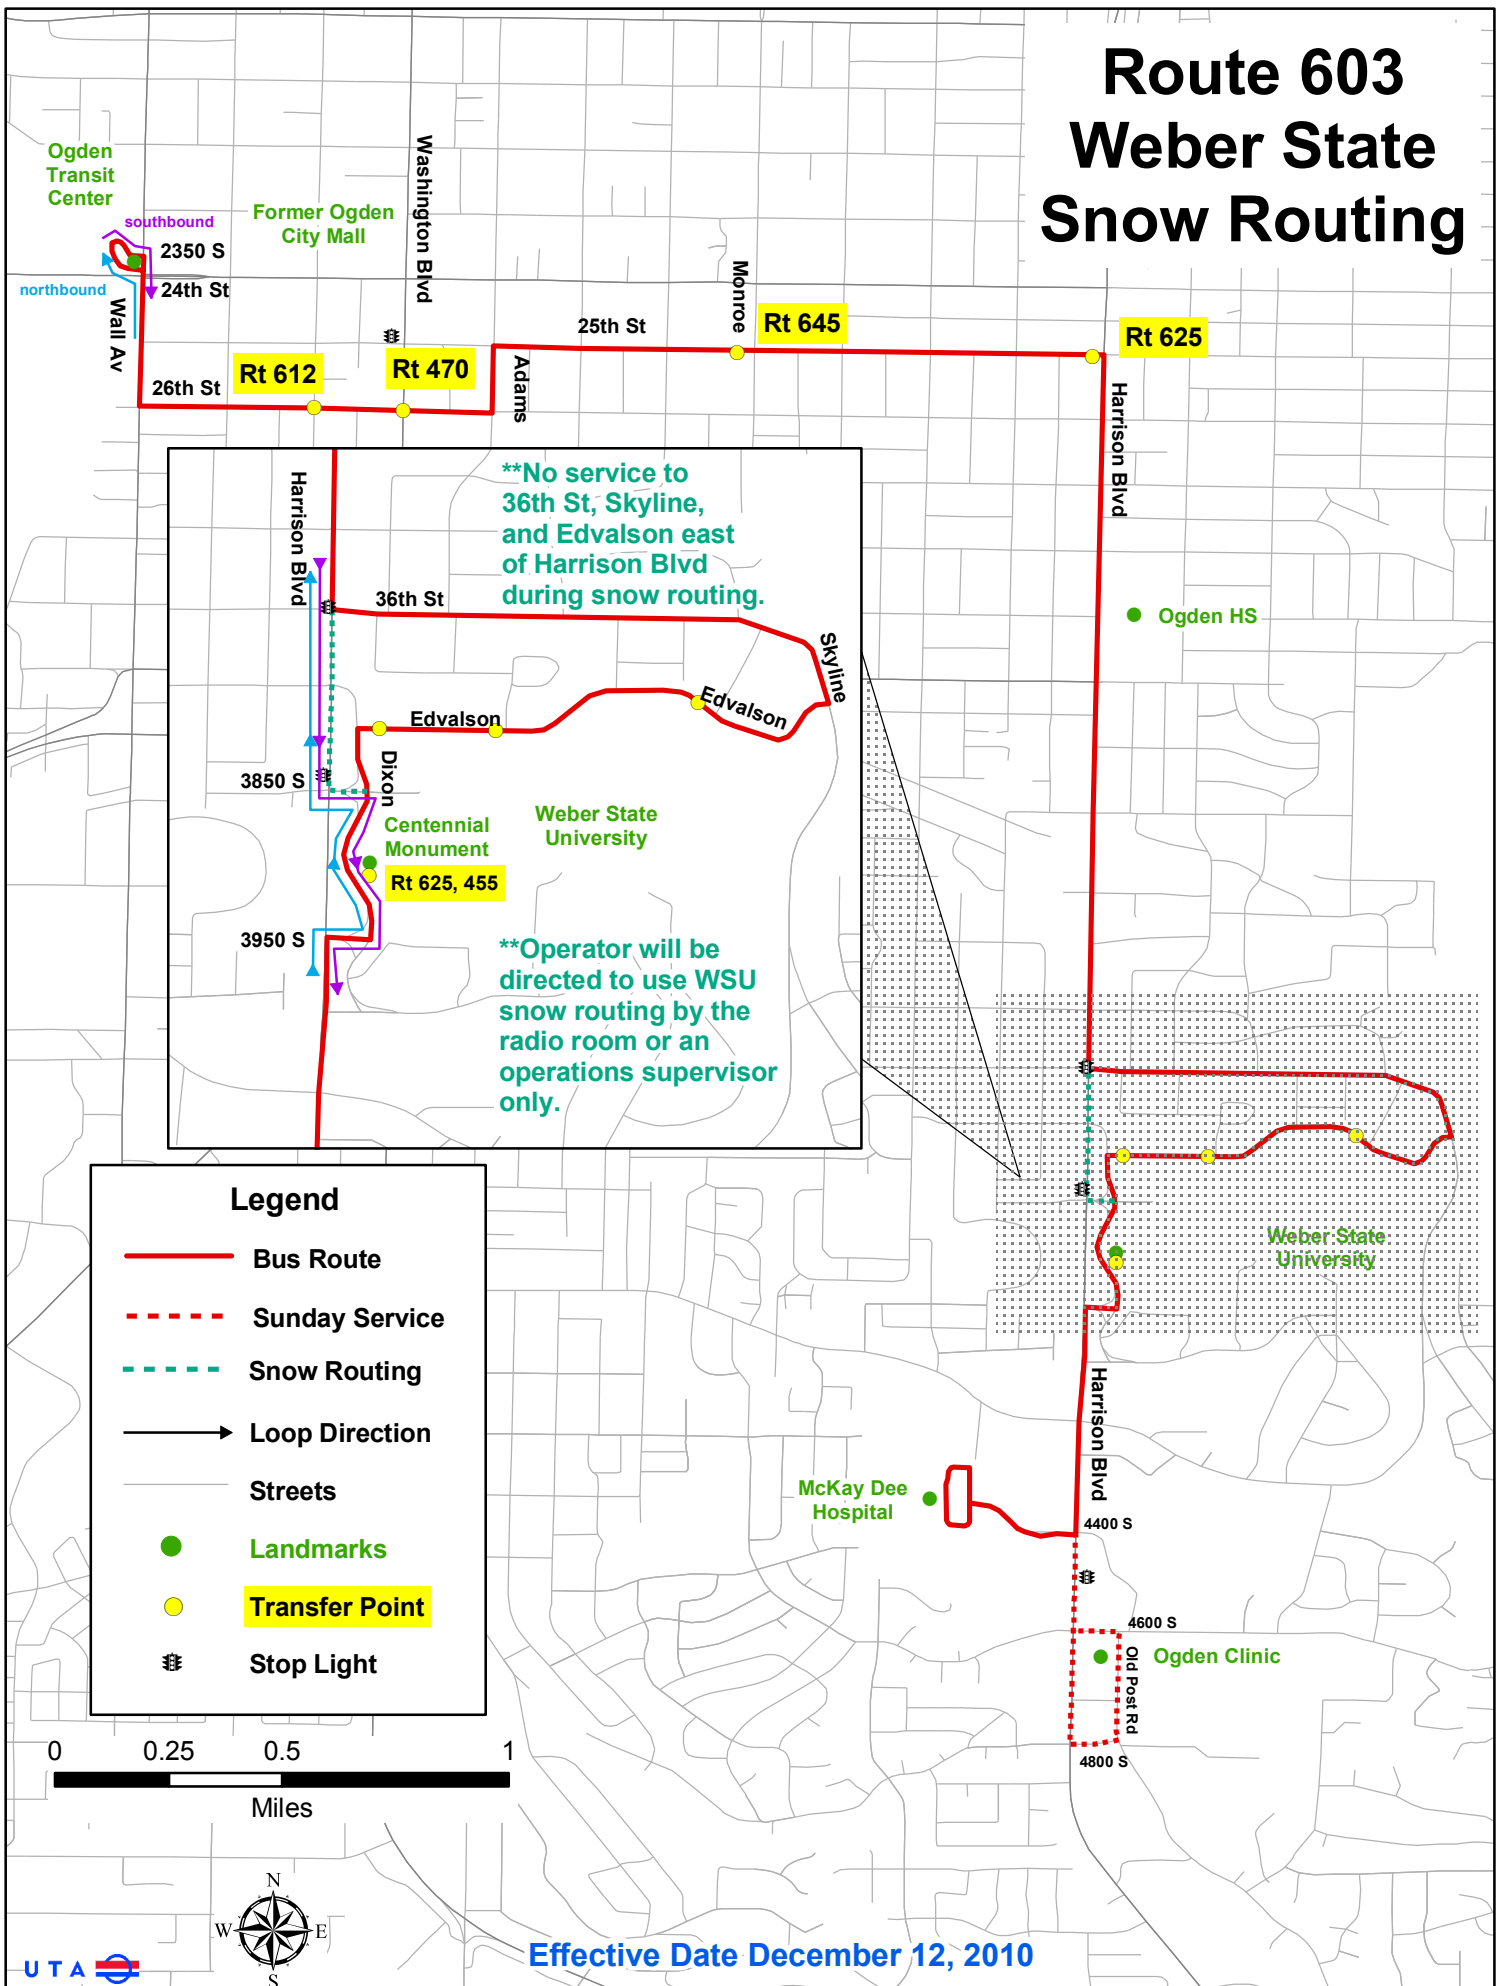 Route 603
Weber State
Snow Routing
Ogden
Transit
Center
southbound
Former Ogden
City Mall
Washington Blvd
2350 S
northbound
24th St
Wall Av
Monroe
25th St
Rt 645
Rt 625
26th St
Rt 612
Rt 470
Adams
Harrison Blvd
Harrison Blvd
**No service to
36th St, Skyline,
and Edvalson east
of Harrison Blvd
during snow routing.
36th St
Ogden HS
Skyline
Edvalson
Edvalson
Dixon
3850 S
Centennial
Monument
Weber State
University
Rt 625, 455
3950 S
**Operator will be
directed to use WSU
snow routing by the
radio room or an
operations supervisor
only.
Weber State
University
Legend
Bus Route
Sunday Service
Snow Routing
Loop Direction
Streets
Landmarks
Transfer Point
Stop Light
Harrison Blvd
McKay Dee
Hospital
4400 S
4600 S
Old Post Rd
Ogden Clinic
4800 S
0 0.25 0.5 1
Miles
N
W E
S
UTA
Effective Date December 12, 2010